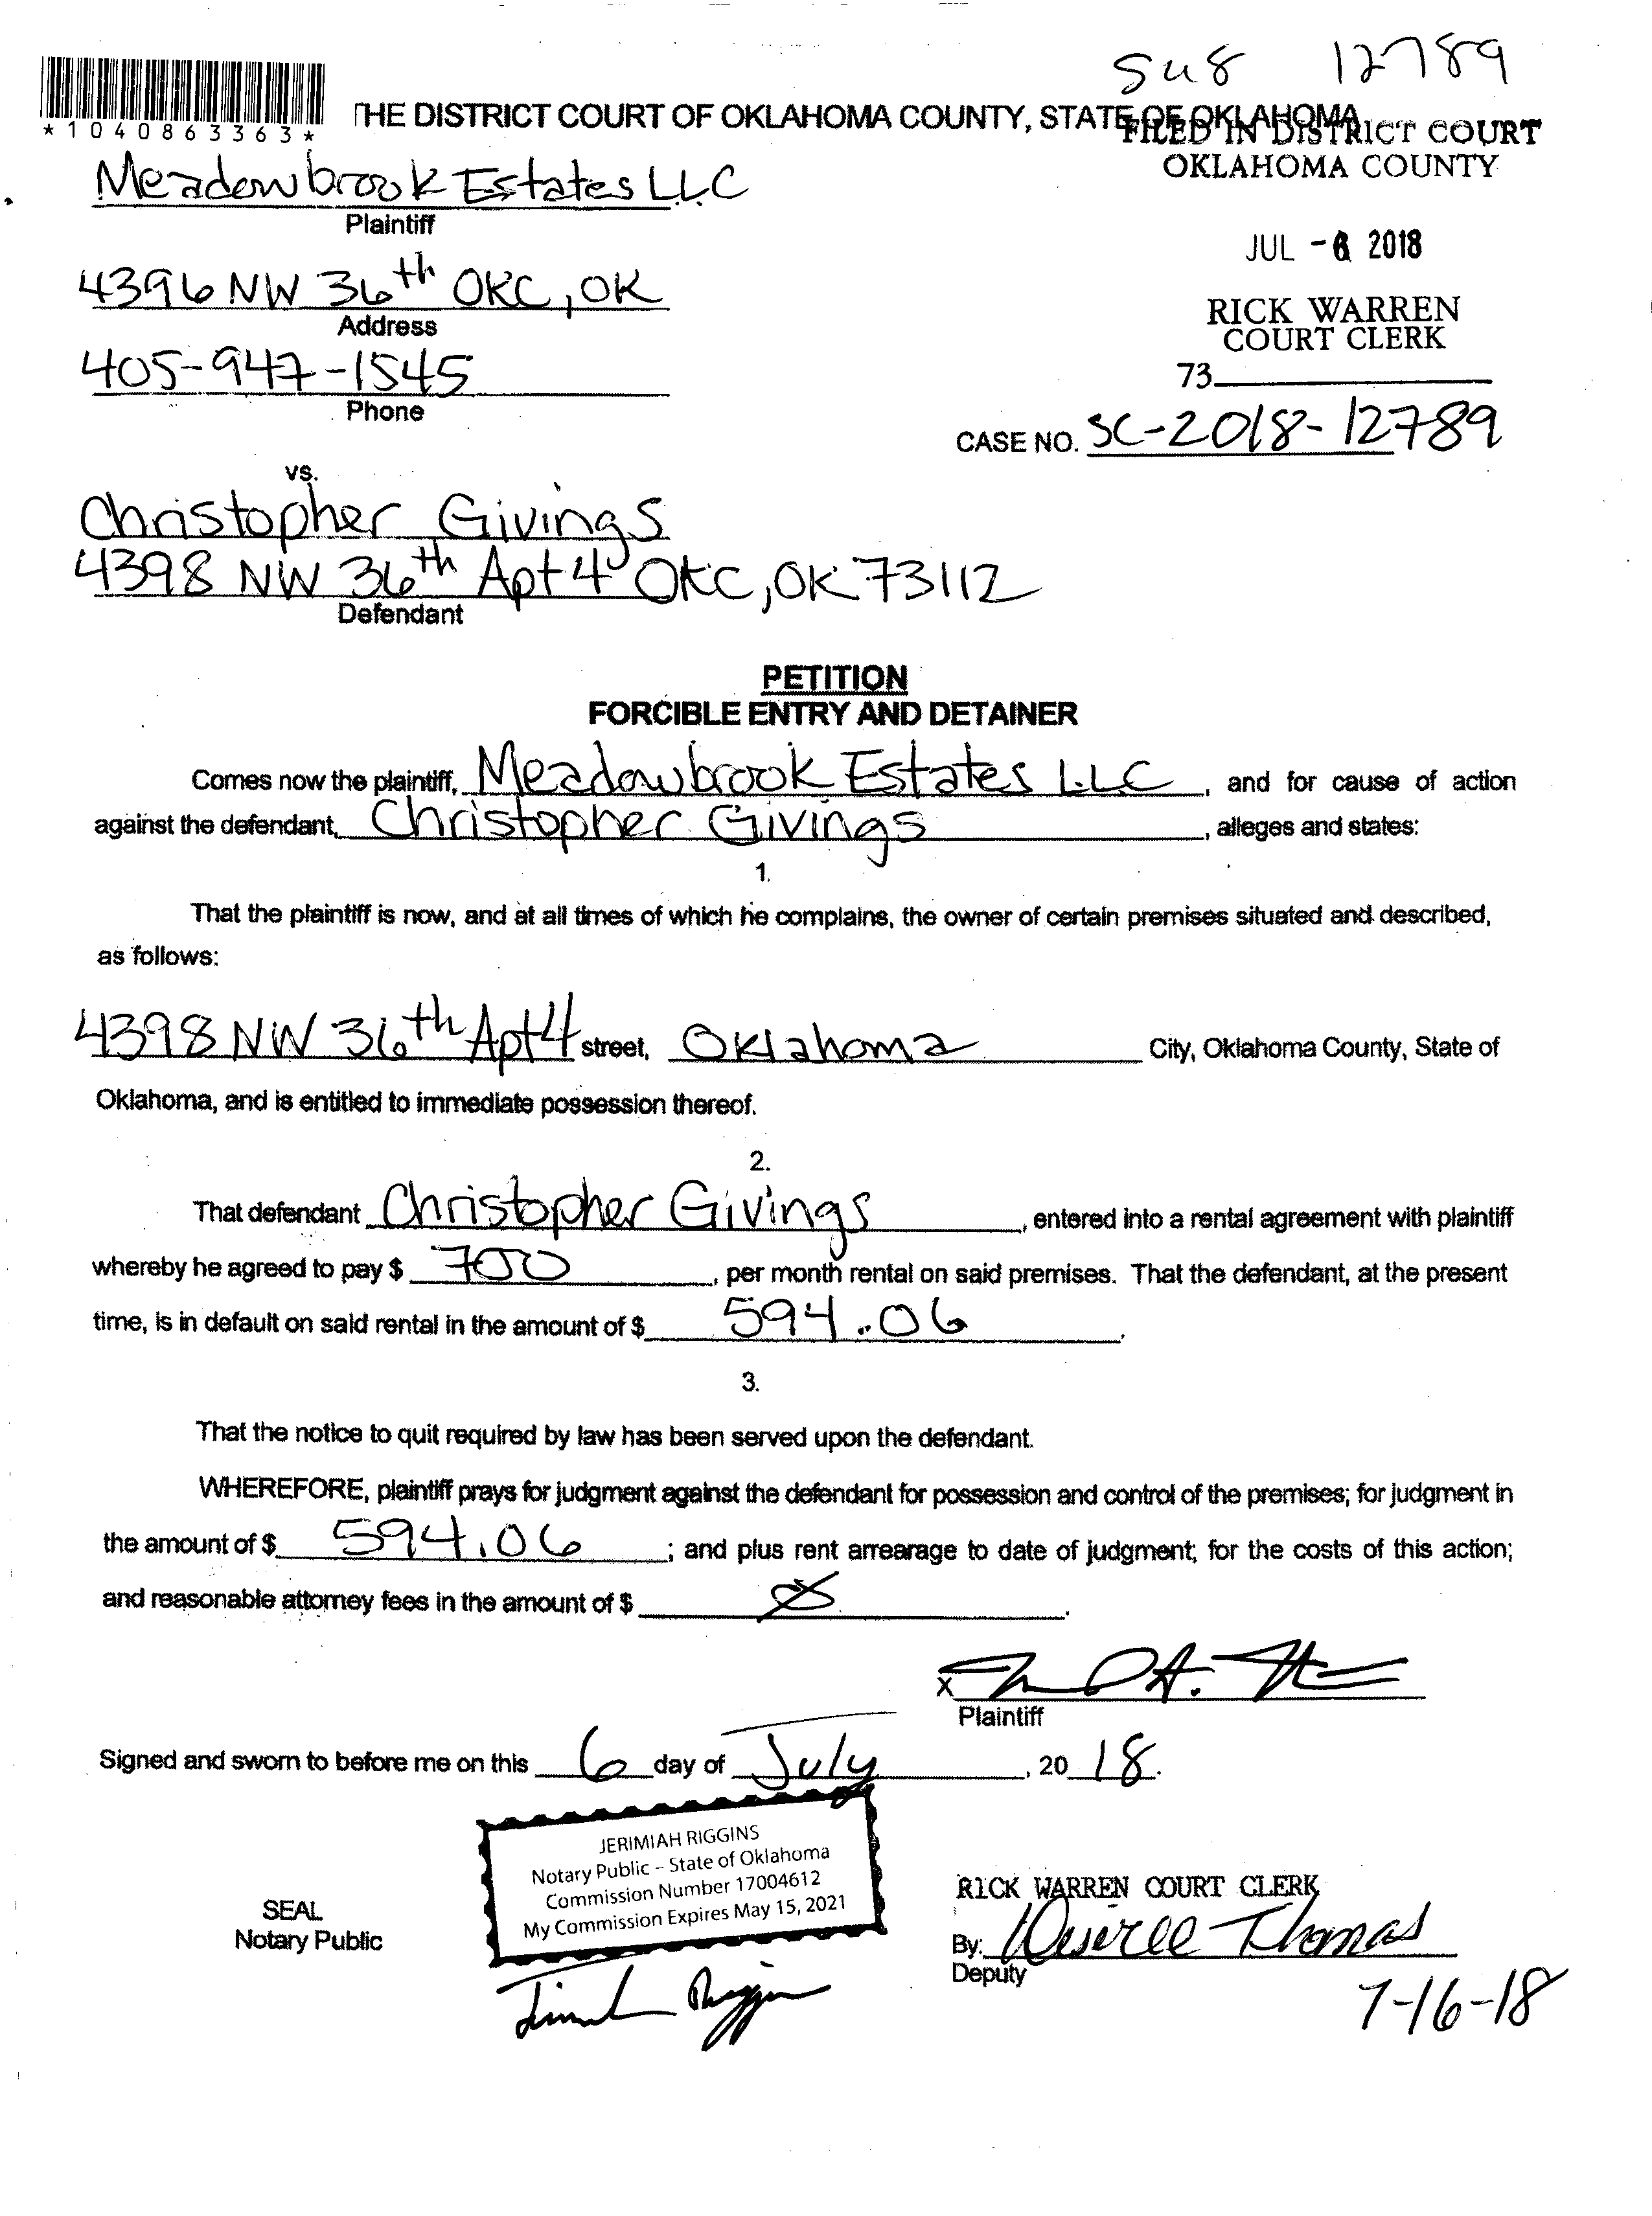 su8 12789
*1040863363*
THE DISTRICT COURT OF OKLAHOMA COUNTY, STATE OF OKLAHOMA
FILED IN DISTRICT COURT
OKLAHOMA COUNTY
Meadowbrook Estates LLC
Plaintiff
JUL - 6 2018
4396 NW 36th OKC, OK
Address
RICK WARREN
COURT CLERK
405-947-1545
Phone
73
CASE NO. SC-2018-12789
vs.
Christopher Givings
4398 NW 36th Apt 4 OKC, OK 73112
Defendant
PETITION
FORCIBLE ENTRY AND DETAINER
Comes now the plaintiff, Meadowbrook Estates LLC, and for cause of action
against the defendant, Christopher Givings, alleges and states:
1.
That the plaintiff is now, and at all times of which he complains, the owner of certain premises situated and described,
as follows:
4398 NW 36th Apt 4 street, Oklahoma City, Oklahoma County, State of
Oklahoma, and is entitled to immediate possession thereof.
2.
That defendant Christopher Givings, entered into a rental agreement with plaintiff
whereby he agreed to pay $ 700, per month rental on said premises. That the defendant, at the present
time, is in default on said rental in the amount of $ 594.06.
3.
That the notice to quit required by law has been served upon the defendant.
WHEREFORE, plaintiff prays for judgment against the defendant for possession and control of the premises; for judgment in
the amount of $ 594.06; and plus rent arrearage to date of judgment; for the costs of this action;
and reasonable attorney fees in the amount of $ Ø.
X
Plaintiff
Signed and sworn to before me on this 6 day of July, 20 18.
JERIMIAH RIGGINS
Notary Public – State of Oklahoma
Commission Number 17004612
My Commission Expires May 15, 2021
SEAL
Notary Public
RICK WARREN COURT CLERK
By: Desiree Thomas
Deputy
7-16-18